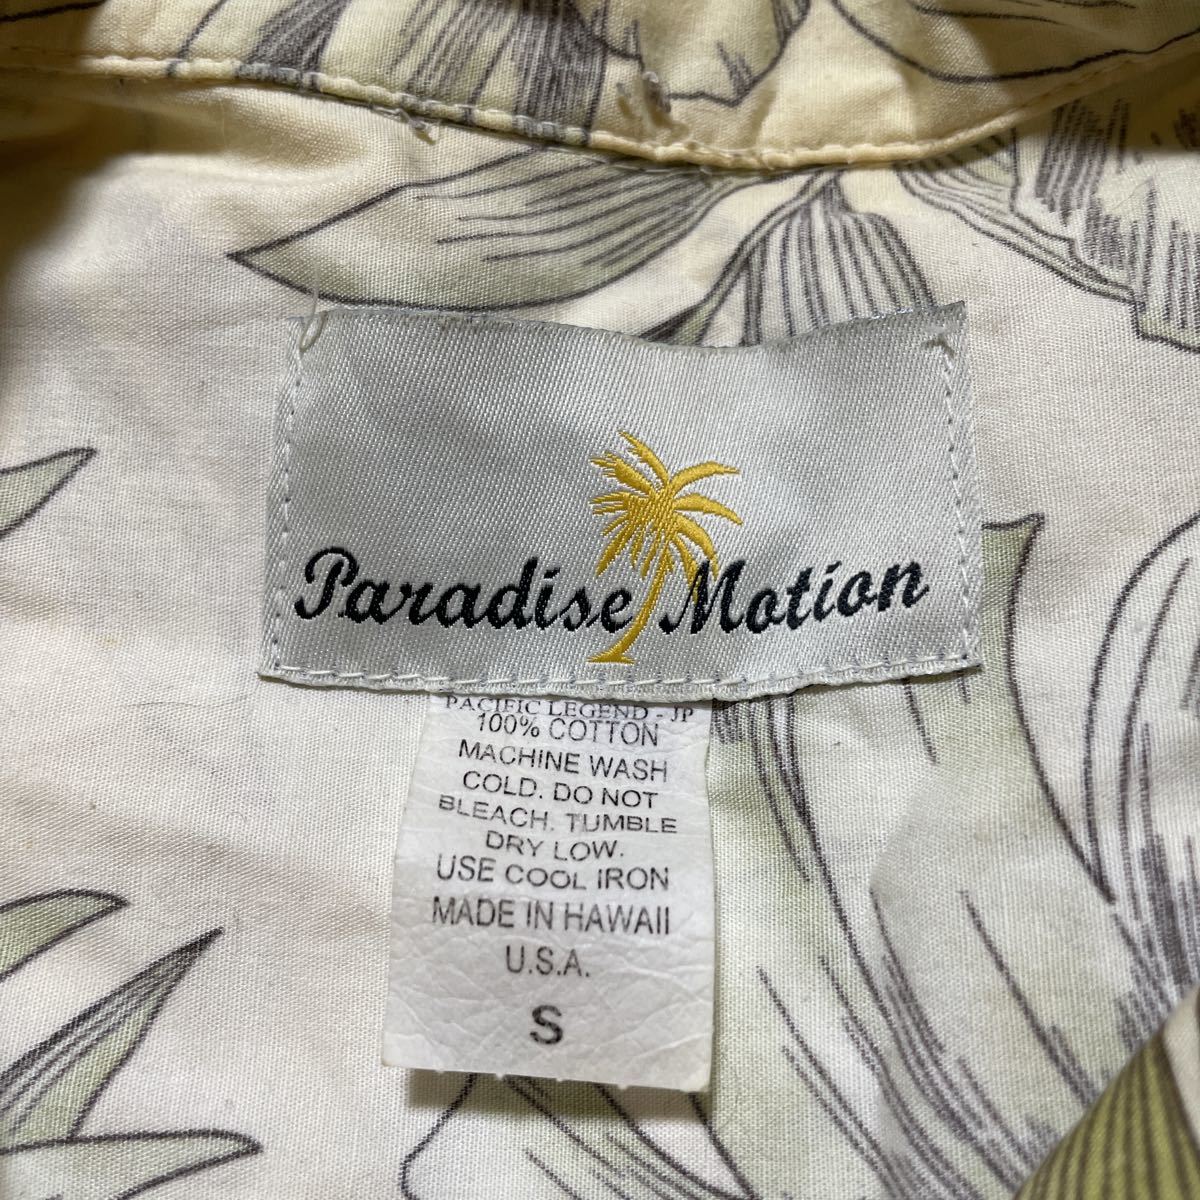 Paradise Motion
PACIFIC LEGEND - JP
100% COTTON
MACHINE WASH
COLD. DO NOT
BLEACH. TUMBLE
DRY LOW.
USE COOL IRON
MADE IN HAWAII
U.S.A.
S